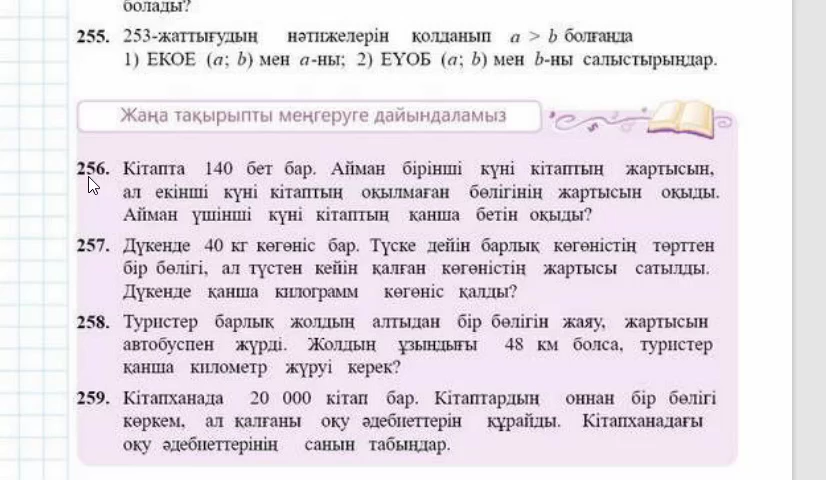 болады?
255. 253-жаттығудың нәтижелерін қолданып a > b болғанда
1) ЕКОЕ (a; b) мен a-ны; 2) ЕҮОБ (a; b) мен b-ны салыстырыңдар.
Жаңа тақырыпты меңгеруге дайындаламыз
256. Кітапта 140 бет бар. Айман бірінші күні кітаптың жартысын,
ал екінші күні кітаптың оқылмаған бөлігінің жартысын оқыды.
Айман үшінші күні кітаптың қанша бетін оқыды?
257. Дүкенде 40 кг көгөніс бар. Түске дейін барлық көгөністің төрттен
бір бөлігі, ал түстен кейін қалған көгөністің жартысы сатылды.
Дүкенде қанша килограмм көгөніс қалды?
258. Туристер барлық жолдың алтыдан бір бөлігін жаяу, жартысын
автобуспен жүрді. Жолдың ұзындығы 48 км болса, туристер
қанша километр жүруі керек?
259. Кітапханада 20 000 кітап бар. Кітаптардың оннан бір бөлігі
көркем, ал қалғаны оқу әдебиеттерін құрайды. Кітапханадағы
оқу әдебиеттерінің санын табыңдар.